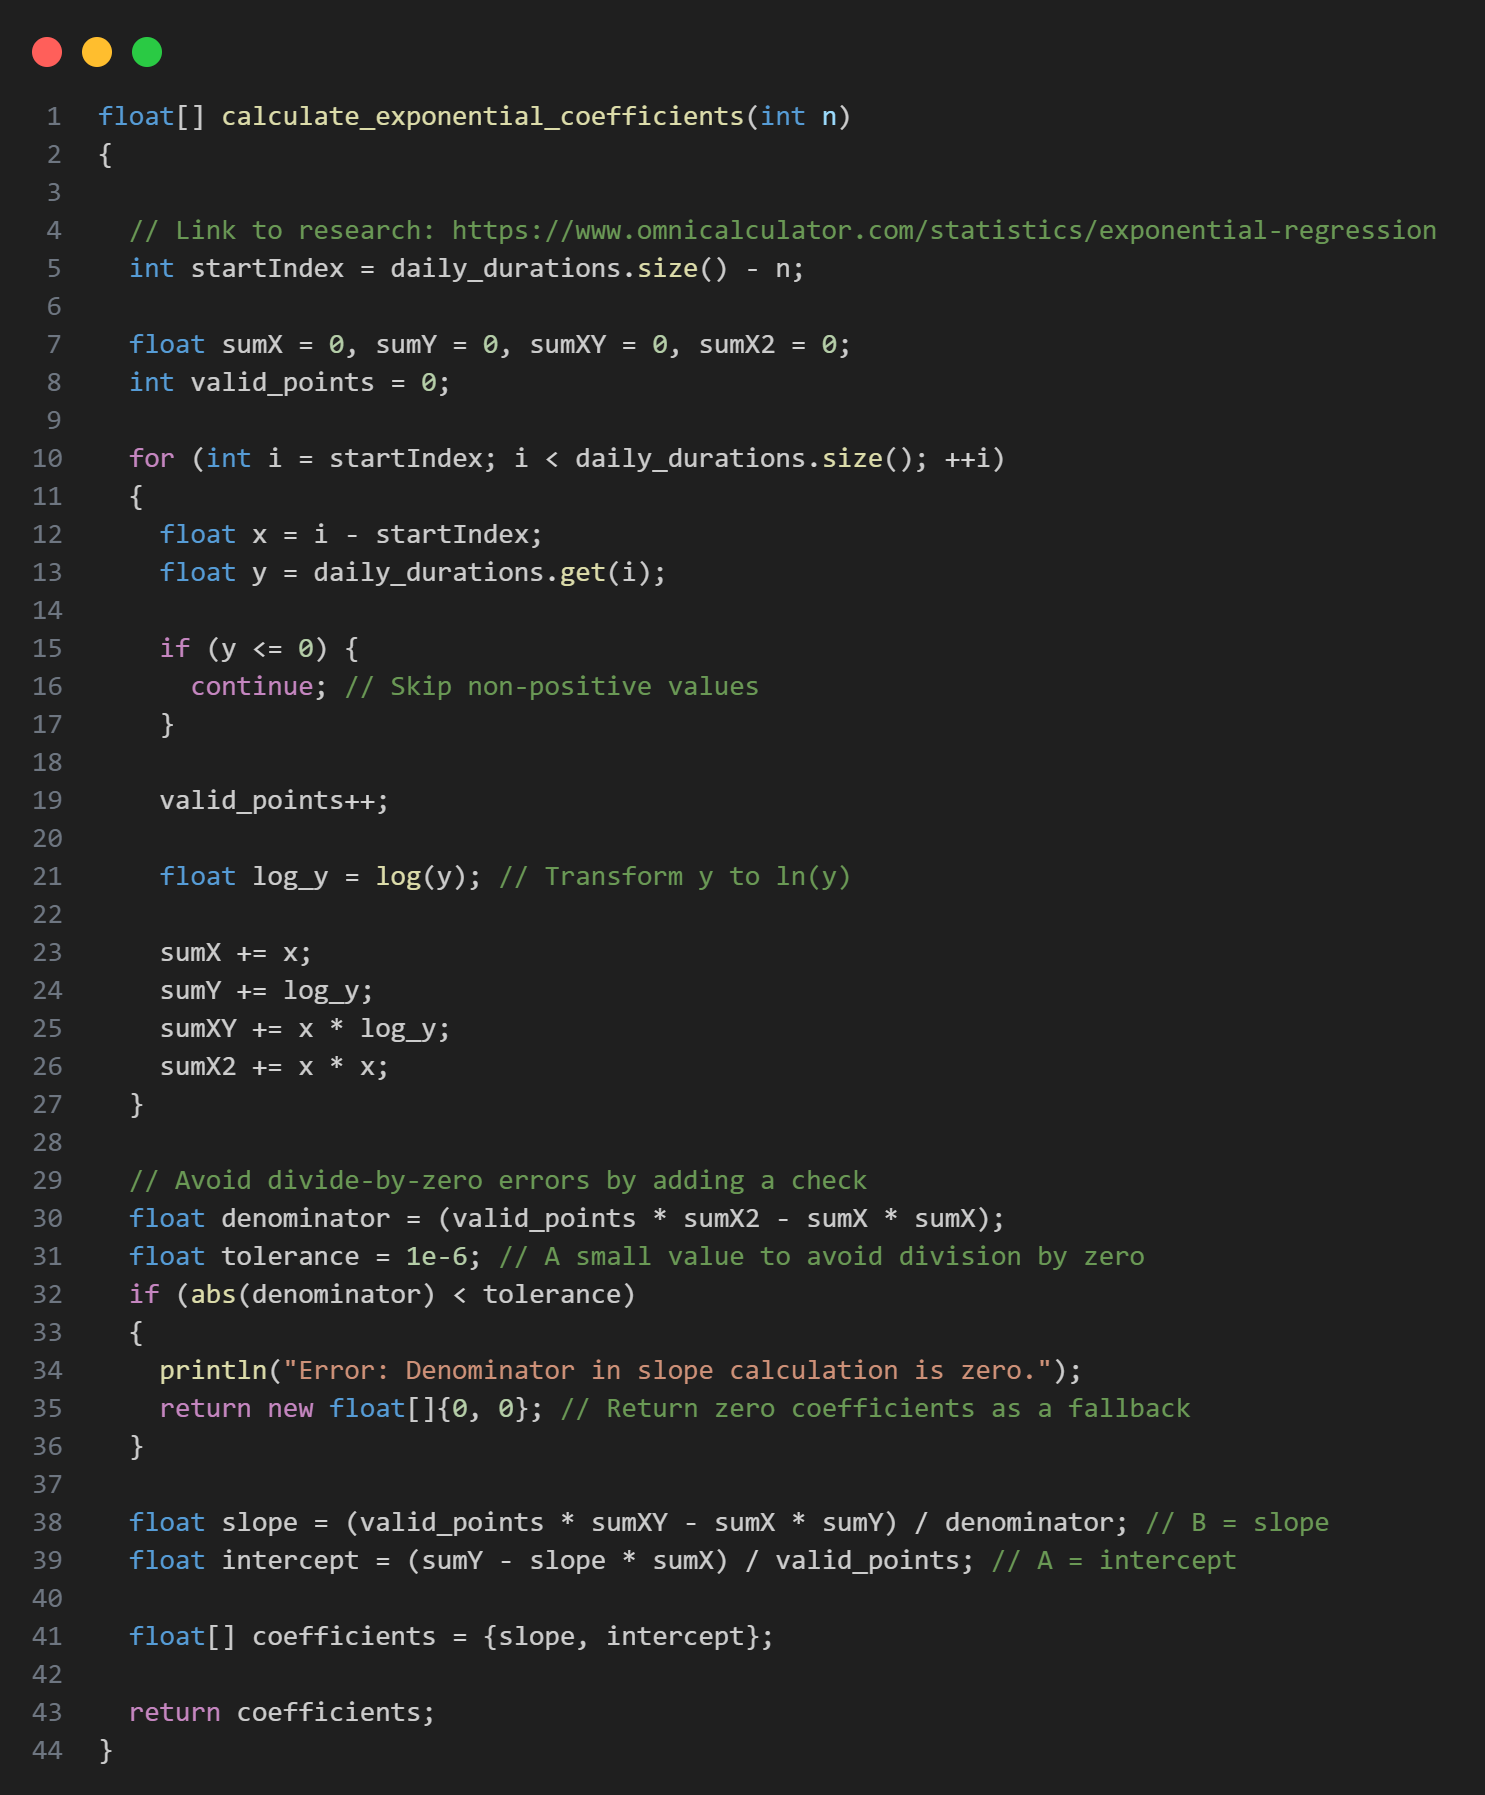 1 float[] calculate_exponential_coefficients(int n)
2 {
3
4 // Link to research: https://www.omnicalculator.com/statistics/exponential-regression
5 int startIndex = daily_durations.size() - n;
6
7 float sumX = 0, sumY = 0, sumXY = 0, sumX2 = 0;
8 int valid_points = 0;
9
10 for (int i = startIndex; i < daily_durations.size(); ++i)
11 {
12 float x = i - startIndex;
13 float y = daily_durations.get(i);
14
15 if (y <= 0) {
16 continue; // Skip non-positive values
17 }
18
19 valid_points++;
20
21 float log_y = log(y); // Transform y to ln(y)
22
23 sumX += x;
24 sumY += log_y;
25 sumXY += x * log_y;
26 sumX2 += x * x;
27 }
28
29 // Avoid divide-by-zero errors by adding a check
30 float denominator = (valid_points * sumX2 - sumX * sumX);
31 float tolerance = 1e-6; // A small value to avoid division by zero
32 if (abs(denominator) < tolerance)
33 {
34 println("Error: Denominator in slope calculation is zero.");
35 return new float[]{0, 0}; // Return zero coefficients as a fallback
36 }
37
38 float slope = (valid_points * sumXY - sumX * sumY) / denominator; // B = slope
39 float intercept = (sumY - slope * sumX) / valid_points; // A = intercept
40
41 float[] coefficients = {slope, intercept};
42
43 return coefficients;
44 }